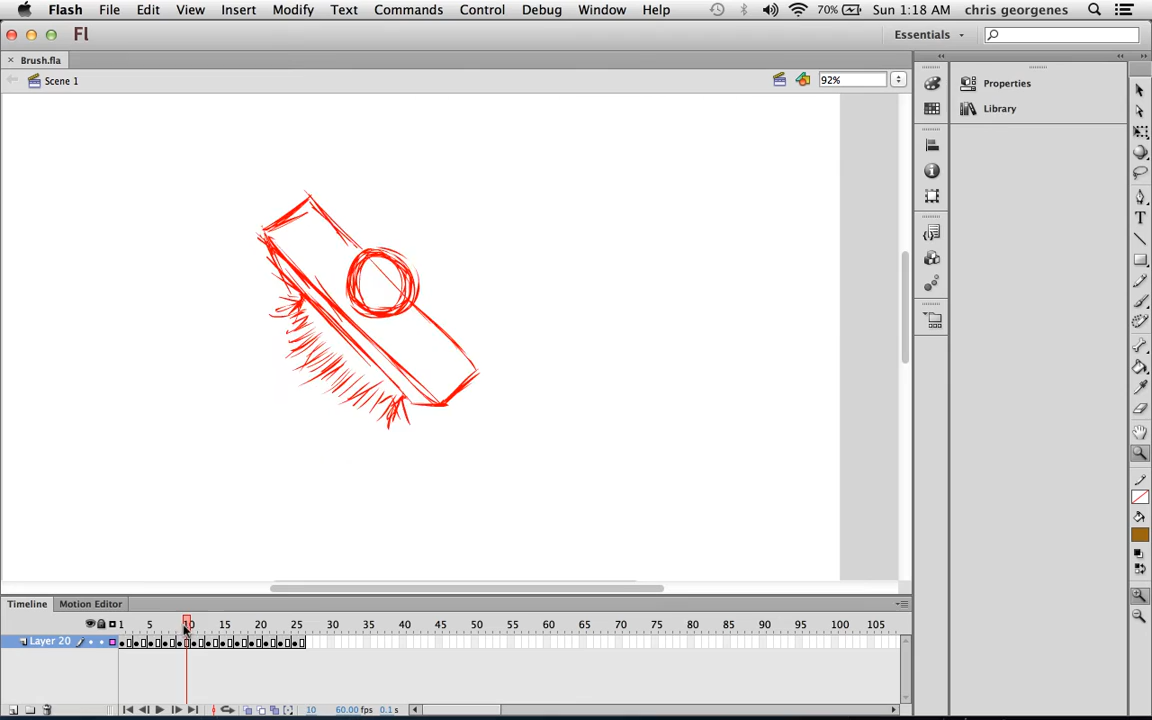 Flash File Edit View Insert Modify Text Commands Control Debug Window Help 70% Sun 1:18 AM chris georgenes
Fl Essentials
× Brush.fla
Scene 1 92%
Properties
Library
Timeline Motion Editor
1 5 10 15 20 25 30 35 40 45 50 55 60 65 70 75 80 85 90 95 100 105
Layer 20
10 60.00 fps 0.1 s